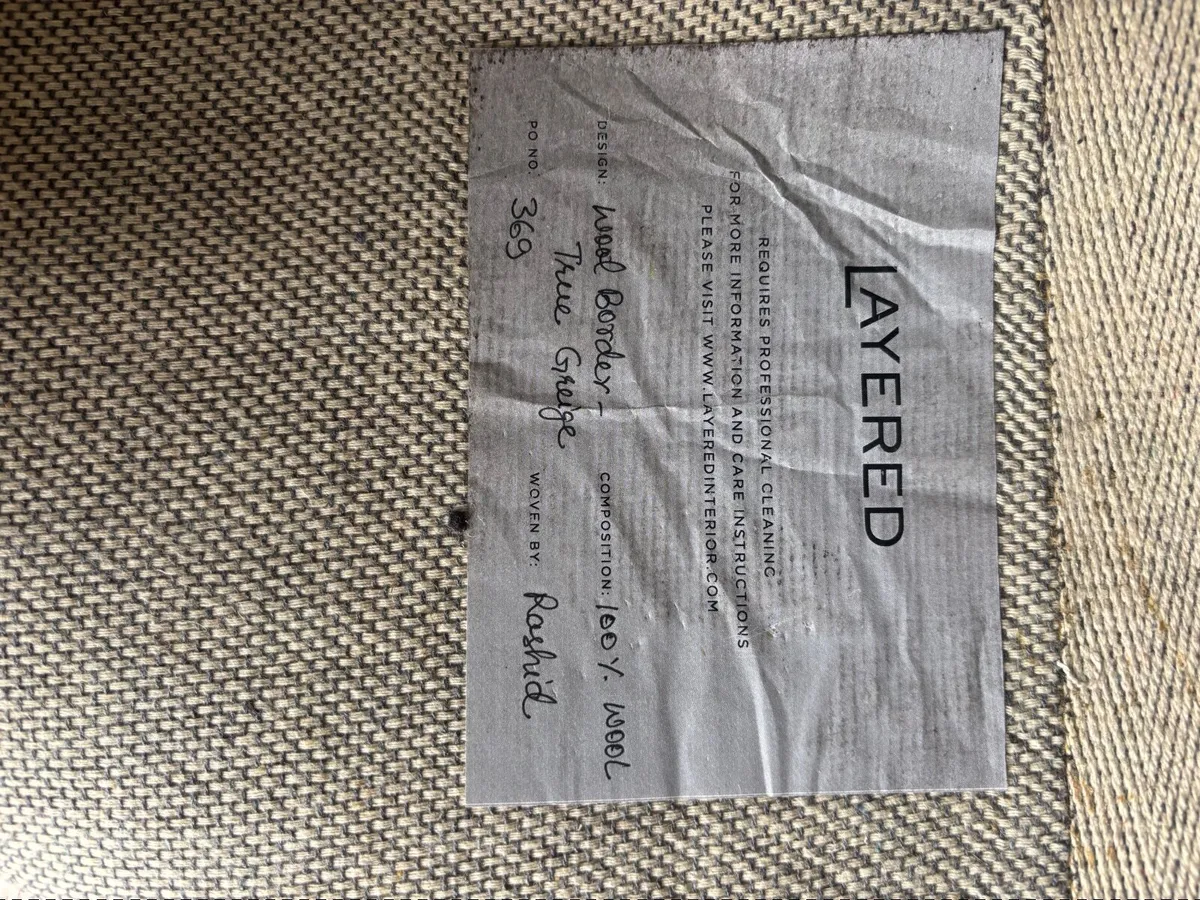 LAYERED
REQUIRES PROFESSIONAL CLEANING
FOR MORE INFORMATION AND CARE INSTRUCTIONS
PLEASE VISIT WWW.LAYEREDINTERIOR.COM
DESIGN: Wool Border - True Greige
COMPOSITION: 100% WOOL
PO NO. 369
WOVEN BY: Rashid